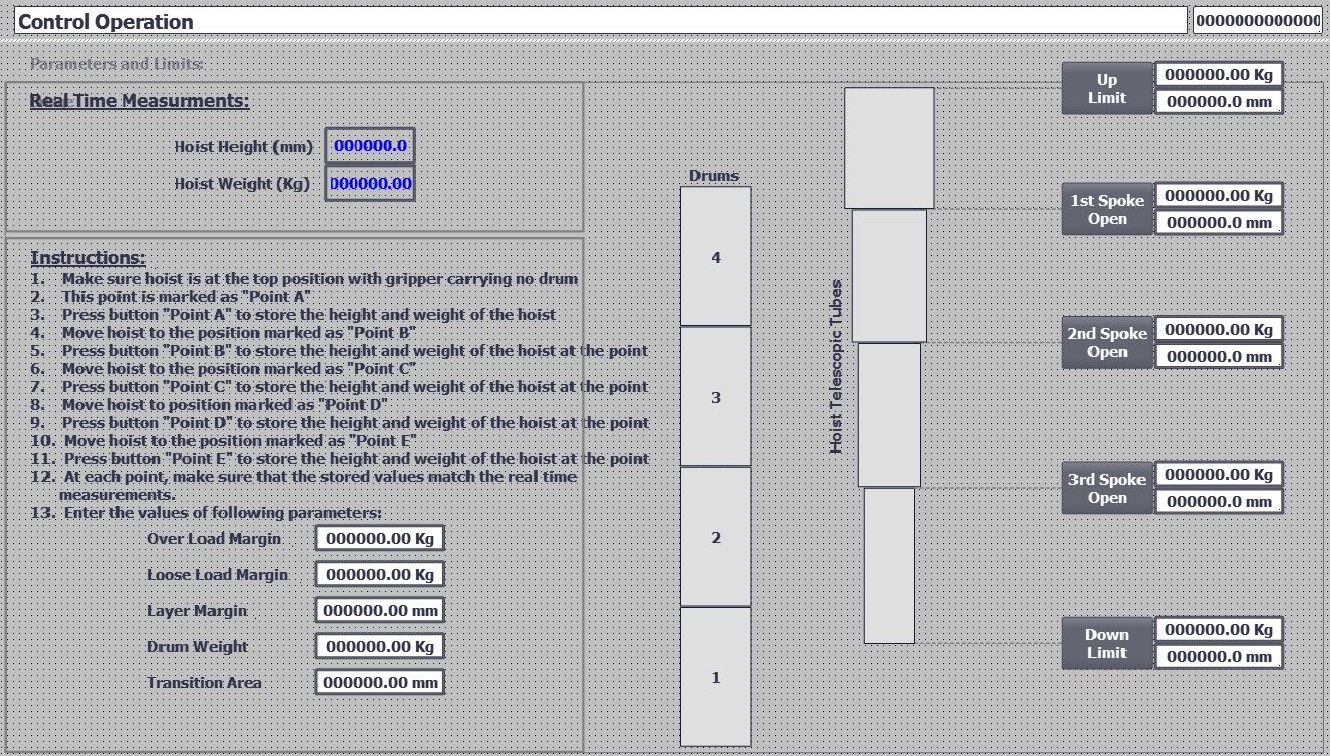 Control Operation
0000000000000
Parameters and Limits:
Real Time Measurments:
Hoist Height (mm) 000000.0
Hoist Weight (Kg) 000000.00
Instructions:
1. Make sure hoist is at the top position with gripper carrying no drum
2. This point is marked as "Point A"
3. Press button "Point A" to store the height and weight of the hoist
4. Move hoist to the position marked as "Point B"
5. Press button "Point B" to store the height and weight of the hoist at the point
6. Move hoist to the position marked as "Point C"
7. Press button "Point C" to store the height and weight of the hoist at the point
8. Move hoist to position marked as "Point D"
9. Press button "Point D" to store the height and weight of the hoist at the point
10. Move hoist to the position marked as "Point E"
11. Press button "Point E" to store the height and weight of the hoist at the point
12. At each point, make sure that the stored values match the real time
measurements.
13. Enter the values of following parameters:
Over Load Margin 000000.00 Kg
Loose Load Margin 000000.00 Kg
Layer Margin 000000.00 mm
Drum Weight 000000.00 Kg
Transition Area 000000.00 mm
Drums
4
3
2
1
Hoist Telescopic Tubes
Up
Limit
000000.00 Kg
000000.0 mm
1st Spoke
Open
000000.00 Kg
000000.0 mm
2nd Spoke
Open
000000.00 Kg
000000.0 mm
3rd Spoke
Open
000000.00 Kg
000000.0 mm
Down
Limit
000000.00 Kg
000000.0 mm